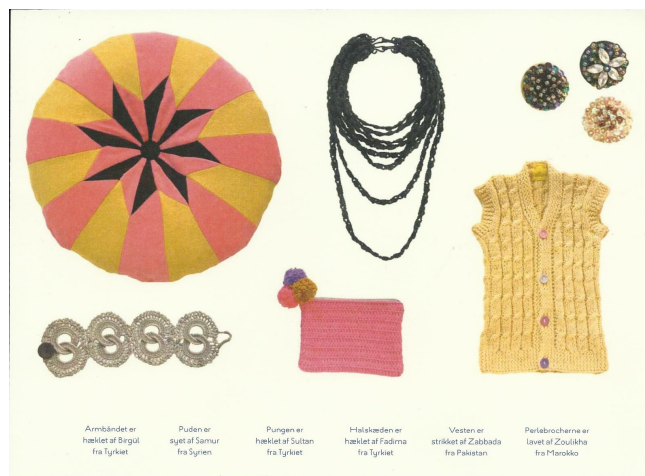 Armbåndet er
hæklet af Birgül
fra Tyrkiet
Puden er
syet af Samur
fra Syrien
Pungen er
hæklet af Sultan
fra Tyrkiet
Halskæden er
hæklet af Fadima
fra Tyrkiet
Vesten er
strikket af Zabbada
fra Pakistan
Perlebrocherne er
lavet af Zoulikha
fra Marokko